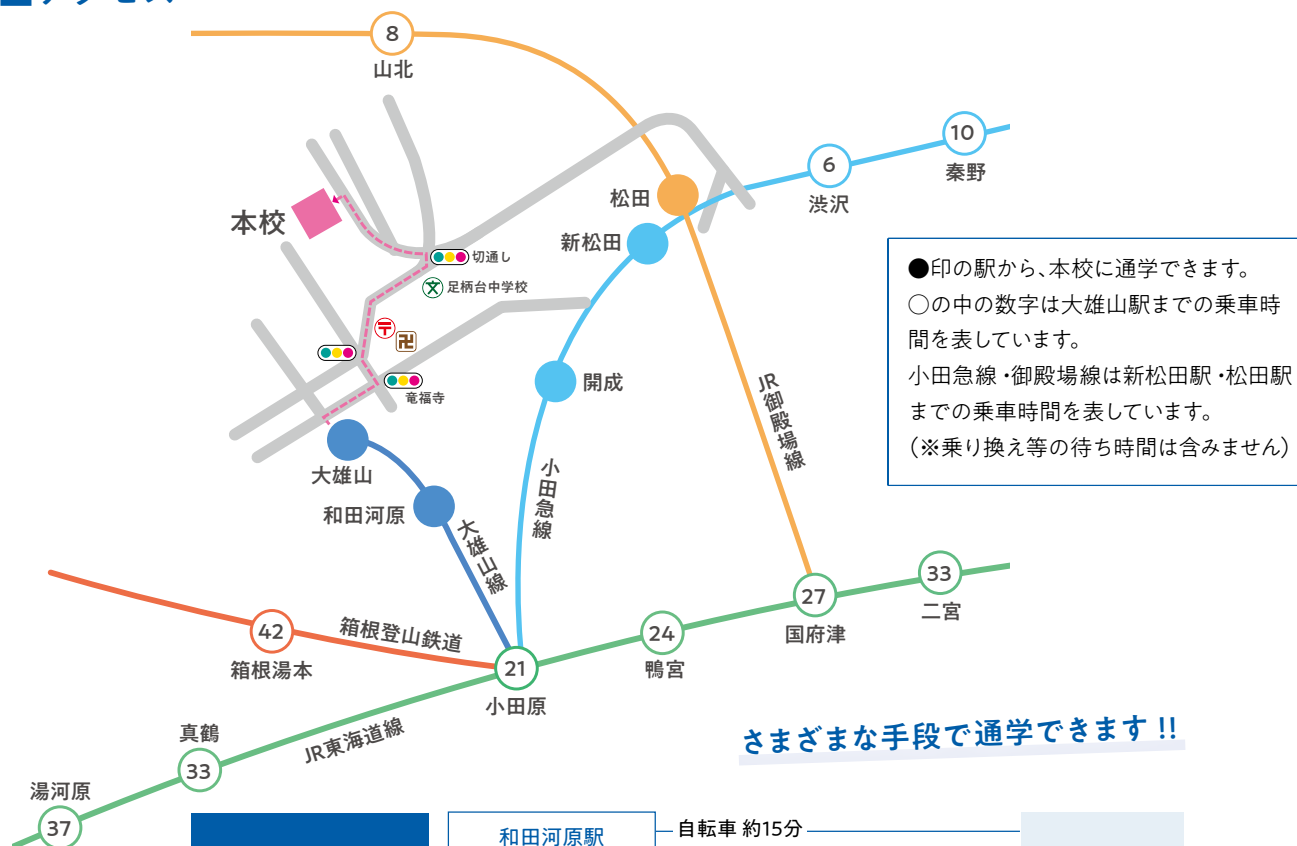 8
山北
10
秦野
6
渋沢
松田
新松田
本校
切通し
文
足柄台中学校
〒
卍
竜福寺
開成
●印の駅から、本校に通学できます。
○の中の数字は大雄山駅までの乗車時
間を表しています。
小田急線・御殿場線は新松田駅・松田駅
までの乗車時間を表しています。
(※乗り換え等の待ち時間は含みません)
JR御殿場線
大雄山
和田河原
大雄山線
小田急線
33
二宮
27
国府津
24
鴨宮
42
箱根湯本
箱根登山鉄道
21
小田原
JR東海道線
真鶴
33
湯河原
37
さまざまな手段で通学できます!!
和田河原駅
自転車 約15分